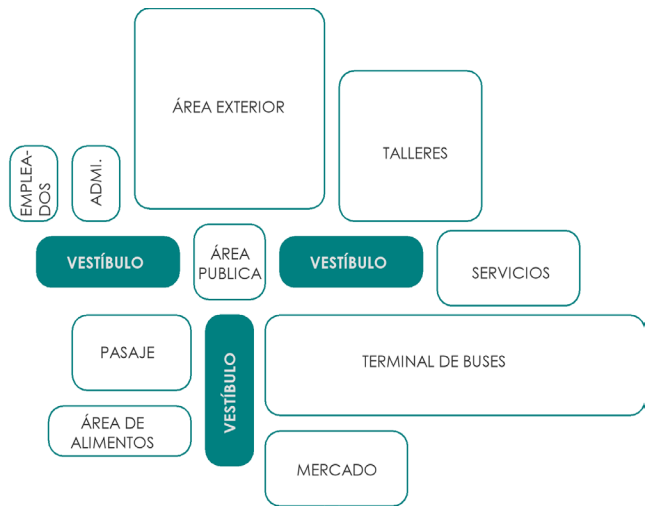 ÁREA EXTERIOR
TALLERES
EMPLEA-
DOS
ADMI.
VESTÍBULO
ÁREA
PUBLICA
VESTÍBULO
SERVICIOS
PASAJE
VESTÍBULO
TERMINAL DE BUSES
ÁREA DE
ALIMENTOS
MERCADO